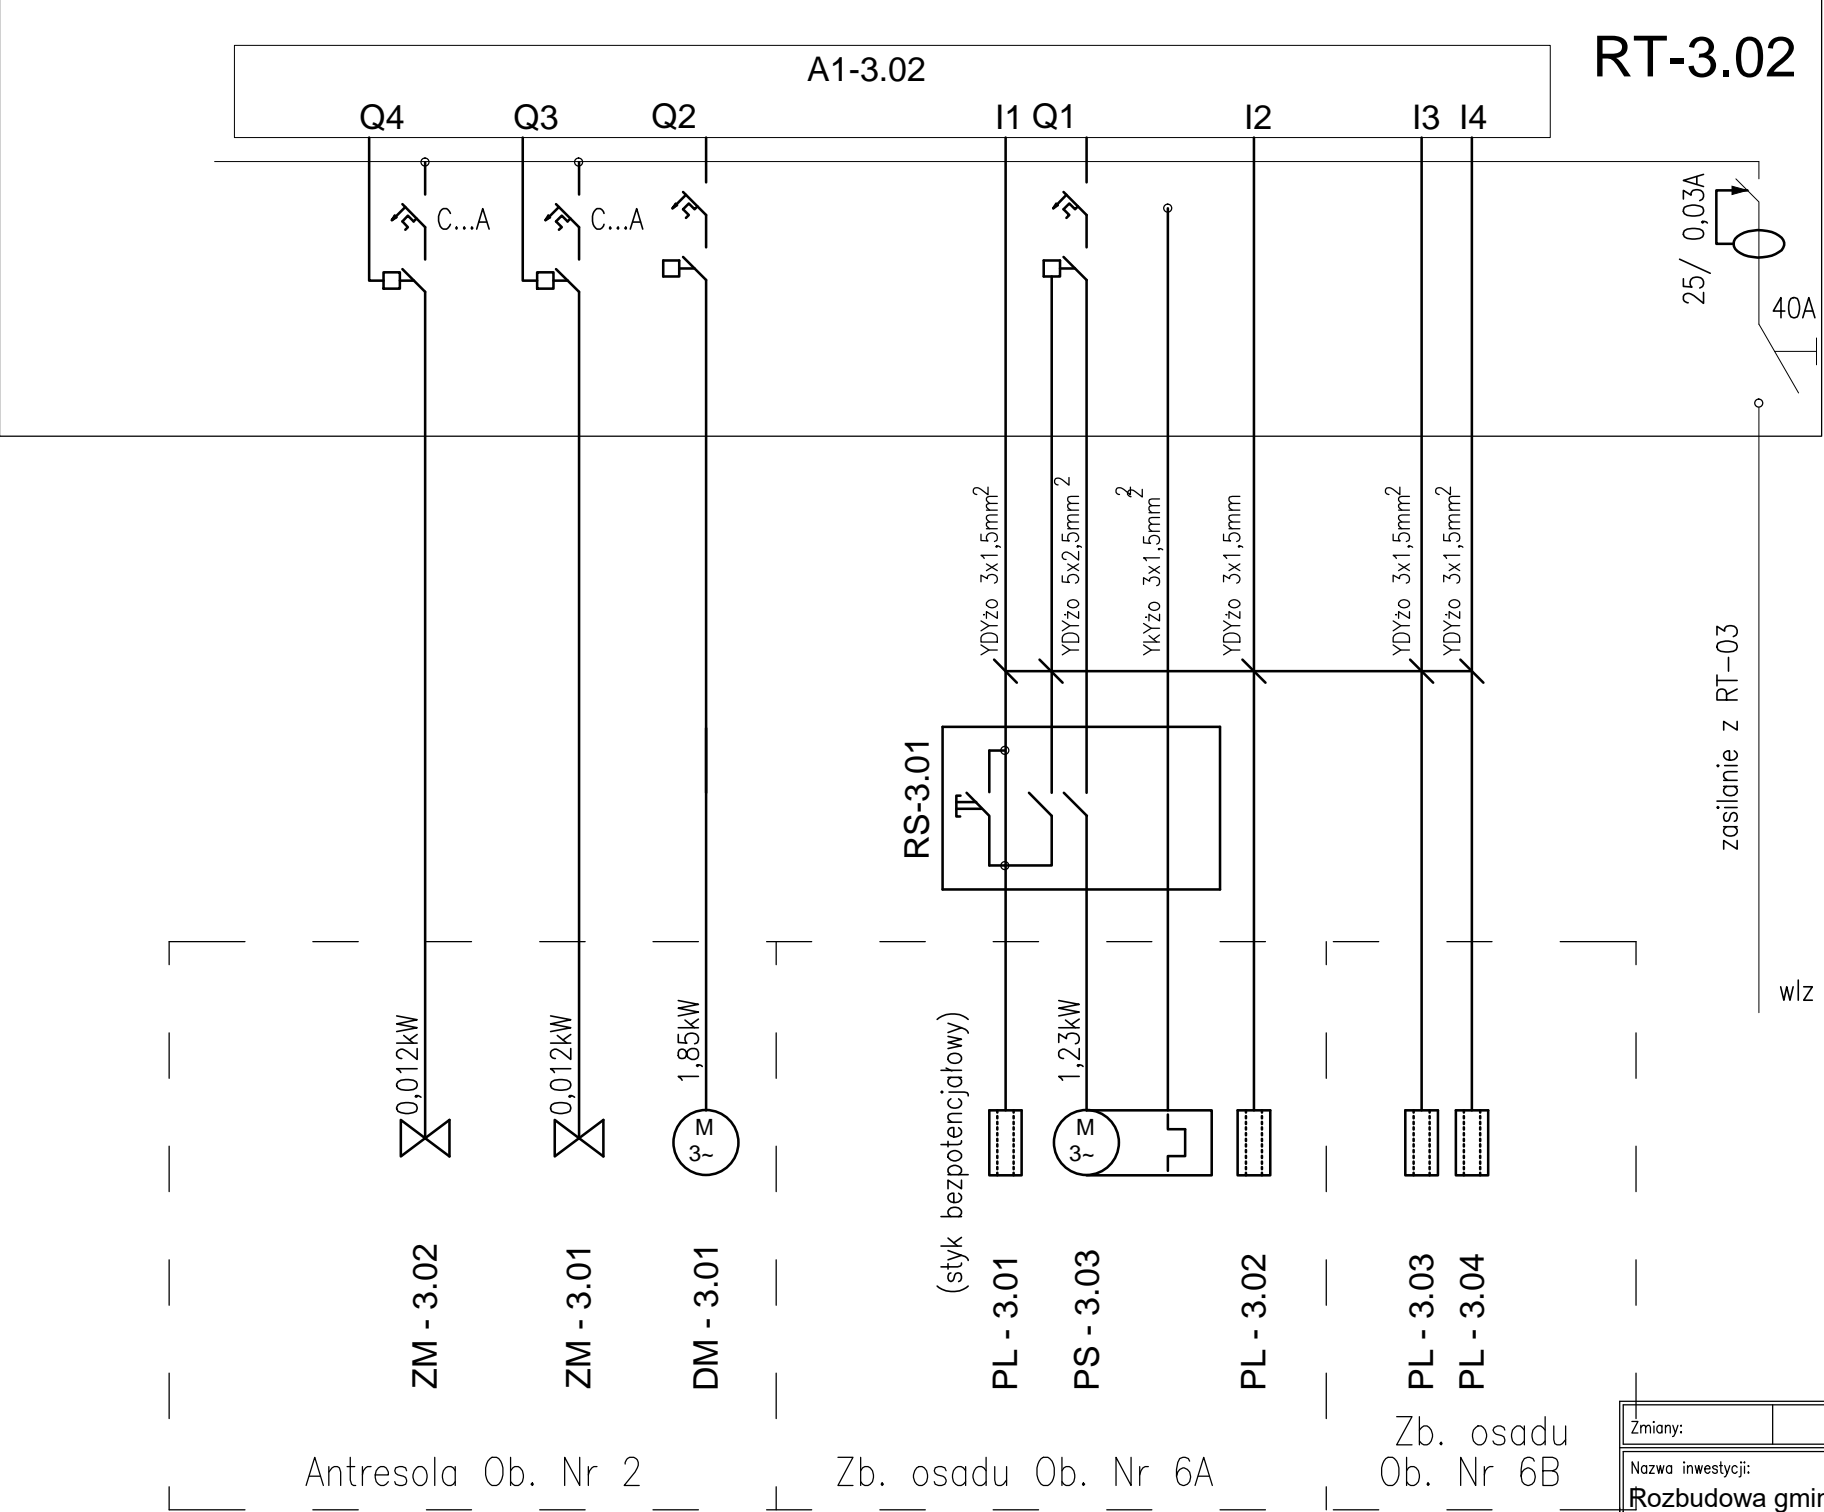 RT-3.02
A1-3.02
Q4 Q3 Q2 I1 Q1 I2 I3 I4
C...A C...A
25/ 0,03A
40A
YDYżo 3x1,5mm²
YDYżo 5x2,5mm²
YkYżo 3x1,5mm²
2
YDYżo 3x1,5mm
YDYżo 3x1,5mm²
YDYżo 3x1,5mm²
zasilanie z RT-03
RS-3.01
wlz
0,012kW
0,012kW
1,85kW
(styk bezpotencjałowy)
1,23kW
M
3~
M
3~
ZM - 3.02
ZM - 3.01
DM - 3.01
PL - 3.01
PS - 3.03
PL - 3.02
PL - 3.03
PL - 3.04
Antresola Ob. Nr 2
Zb. osadu Ob. Nr 6A
Zb. osadu
Ob. Nr 6B
Zmiany:
Nazwa inwestycji:
Rozbudowa gmin